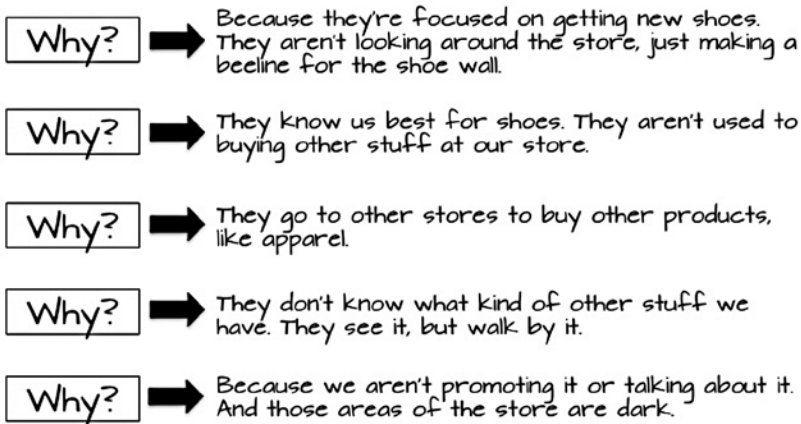 Why?
Because they're focused on getting new shoes.
They aren't looking around the store, just making a
beeline for the shoe wall.
Why?
They know us best for shoes. They aren't used to
buying other stuff at our store.
Why?
They go to other stores to buy other products,
like apparel.
Why?
They don't know what kind of other stuff we
have. They see it, but walk by it.
Why?
Because we aren't promoting it or talking about it.
And those areas of the store are dark.